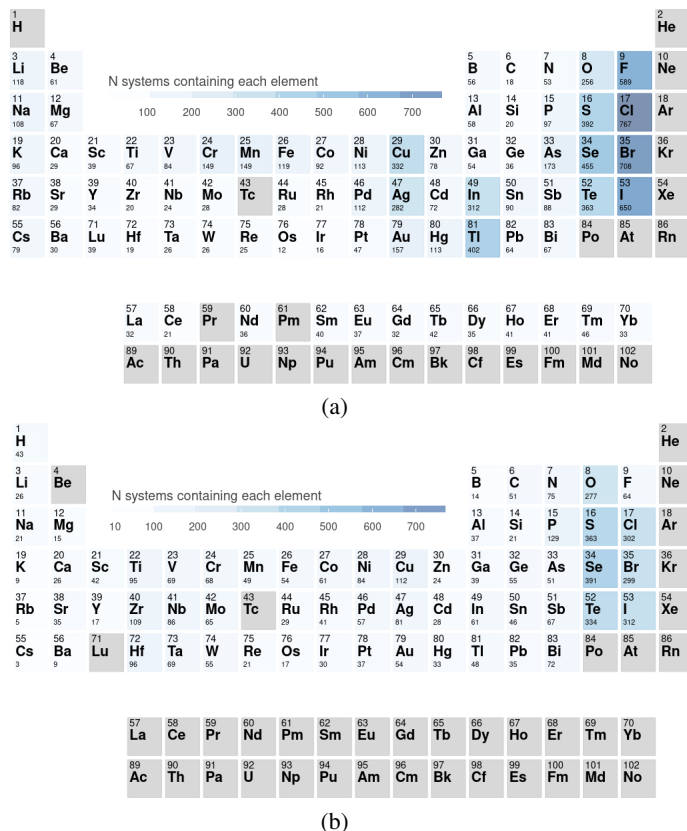 1 2
H He
3 4 5 6 7 8 9 10
Li Be B C N O F Ne
118 61 56 18 53 256 589
N systems containing each element
100 200 300 400 500 600 700
11 12 13 14 15 16 17 18
Na Mg Al Si P S Cl Ar
108 67 58 20 97 392 767
19 20 21 22 23 24 25 26 27 28 29 30 31 32 33 34 35 36
K Ca Sc Ti V Cr Mn Fe Co Ni Cu Zn Ga Ge As Se Br Kr
96 29 39 67 84 149 149 119 92 113 332 78 54 36 173 455 708
37 38 39 40 41 42 43 44 45 46 47 48 49 50 51 52 53 54
Rb Sr Y Zr Nb Mo Tc Ru Rh Pd Ag Cd In Sn Sb Te I Xe
82 29 34 20 24 28 28 21 112 282 72 312 90 88 363 650
55 56 71 72 73 74 75 76 77 78 79 80 81 82 83 84 85 86
Cs Ba Lu Hf Ta W Re Os Ir Pt Au Hg Tl Pb Bi Po At Rn
79 30 39 19 26 26 25 12 16 47 157 113 402 64 67
57 58 59 60 61 62 63 64 65 66 67 68 69 70
La Ce Pr Nd Pm Sm Eu Gd Tb Dy Ho Er Tm Yb
32 21 36 40 37 32 42 35 41 41 46 33
89 90 91 92 93 94 95 96 97 98 99 100 101 102
Ac Th Pa U Np Pu Am Cm Bk Cf Es Fm Md No
(a)
1 2
H He
43
3 4 5 6 7 8 9 10
Li Be B C N O F Ne
26 14 51 75 277 64
N systems containing each element
10 100 200 300 400 500 600 700
11 12 13 14 15 16 17 18
Na Mg Al Si P S Cl Ar
21 15 37 21 129 363 302
19 20 21 22 23 24 25 26 27 28 29 30 31 32 33 34 35 36
K Ca Sc Ti V Cr Mn Fe Co Ni Cu Zn Ga Ge As Se Br Kr
9 26 42 95 69 68 49 54 61 84 112 24 39 55 51 391 299
37 38 39 40 41 42 43 44 45 46 47 48 49 50 51 52 53 54
Rb Sr Y Zr Nb Mo Tc Ru Rh Pd Ag Cd In Sn Sb Te I Xe
5 35 17 109 86 65 29 41 57 81 28 61 46 67 334 312
55 56 71 72 73 74 75 76 77 78 79 80 81 82 83 84 85 86
Cs Ba Lu Hf Ta W Re Os Ir Pt Au Hg Tl Pb Bi Po At Rn
3 9 96 69 55 21 17 30 37 54 33 48 35 72
57 58 59 60 61 62 63 64 65 66 67 68 69 70
La Ce Pr Nd Pm Sm Eu Gd Tb Dy Ho Er Tm Yb
89 90 91 92 93 94 95 96 97 98 99 100 101 102
Ac Th Pa U Np Pu Am Cm Bk Cf Es Fm Md No
(b)